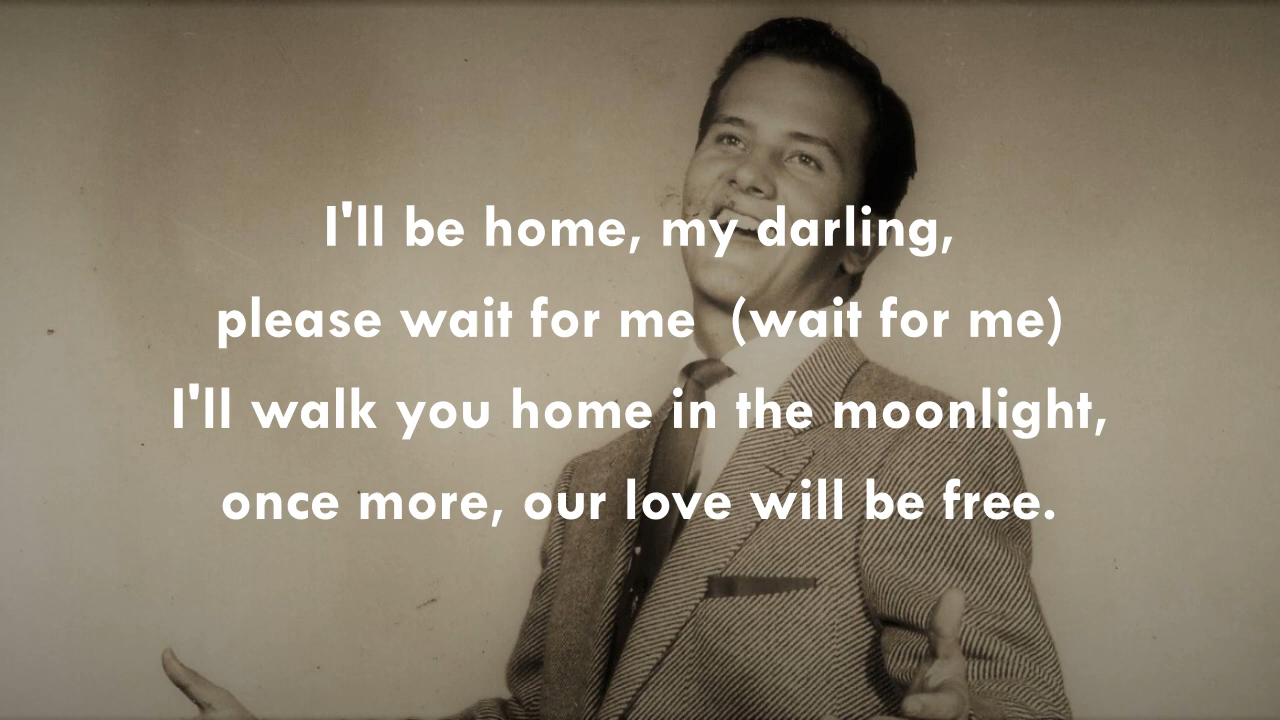 I'll be home, my darling,
please wait for me  (wait for me)
I'll walk you home in the moonlight,
once more, our love will be free.